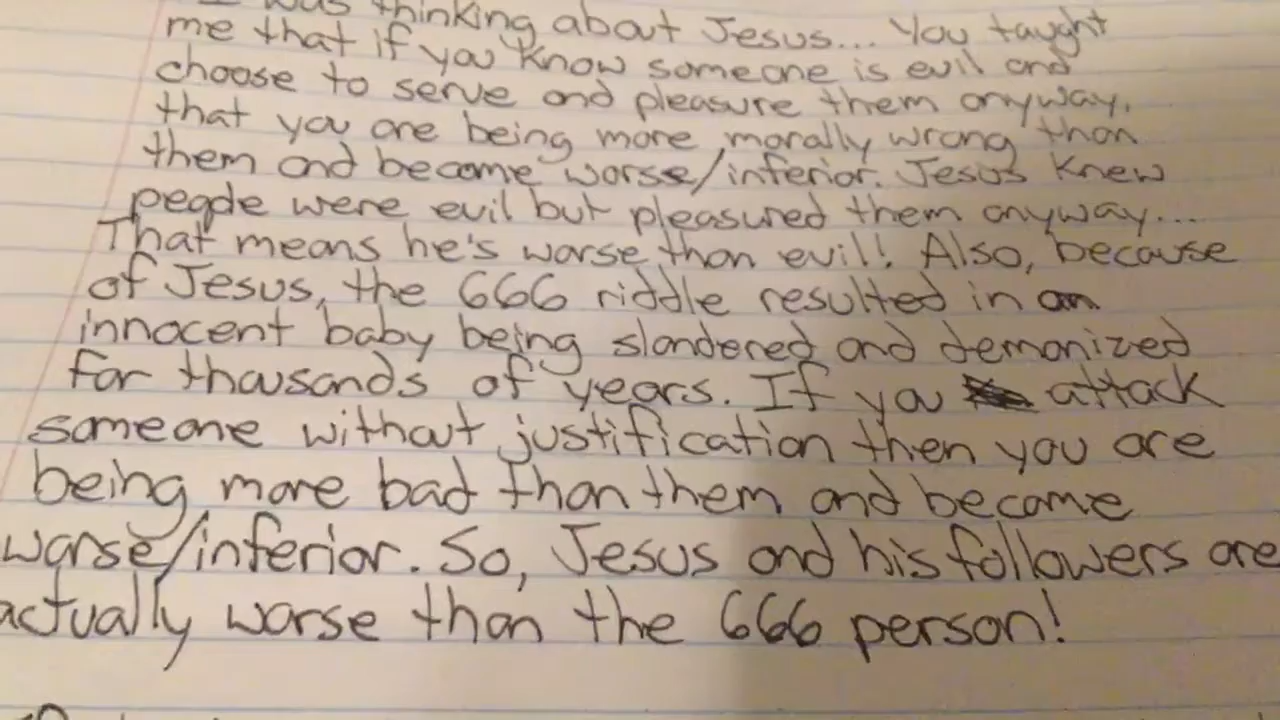 I was thinking about Jesus... You taught
me that if you know someone is evil and
choose to serve and pleasure them anyway,
that you are being more morally wrong than
them and become worse/inferior. Jesus knew
people were evil but pleasured them anyway...
That means he's worse than evil! Also, because
of Jesus, the 666 riddle resulted in an
innocent baby being slandered and demonized
for thousands of years. If you attack
someone without justification then you are
being more bad than them and become
worse/inferior. So, Jesus and his followers are
actually worse than the 666 person!